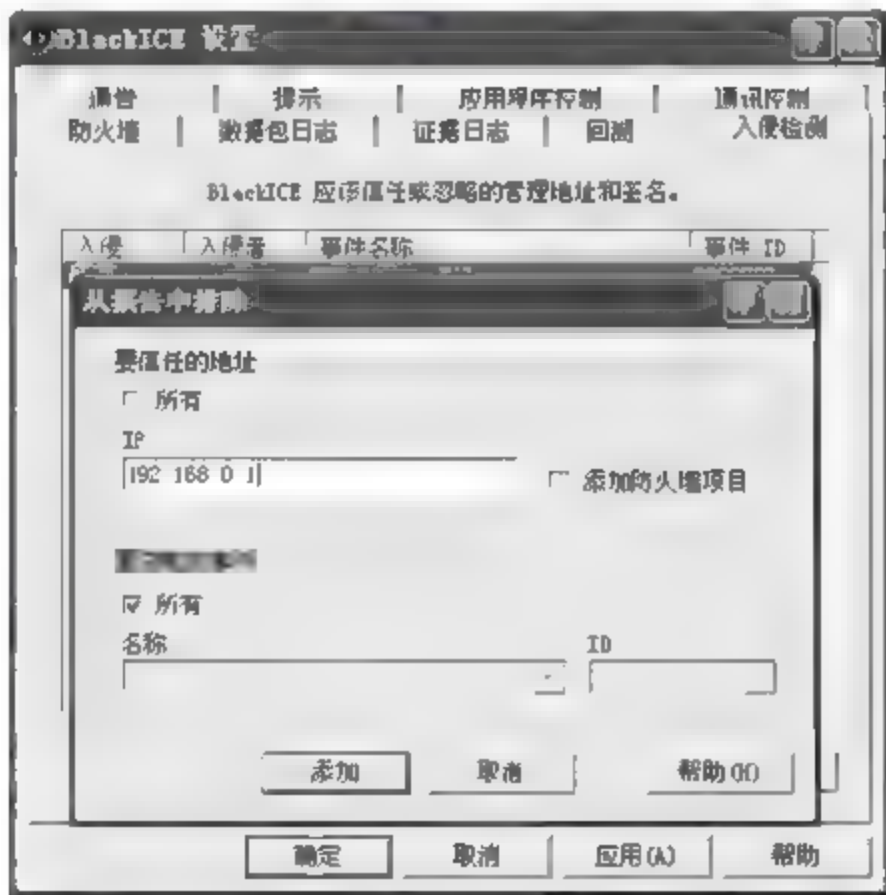 BlackICE 设置
通告 提示 应用程序控制 通讯控制
防火墙 数据包日志 证据日志 回溯 入侵检测
BlackICE 应该信任或忽略的管理地址和签名。
入侵 入侵者 事件名称 事件 ID
从报告中排除
要信任的地址
所有
IP
192 168 0 1
添加防火墙项目
所有
名称 ID
添加 取消 帮助(H)
确定 取消 应用(A) 帮助